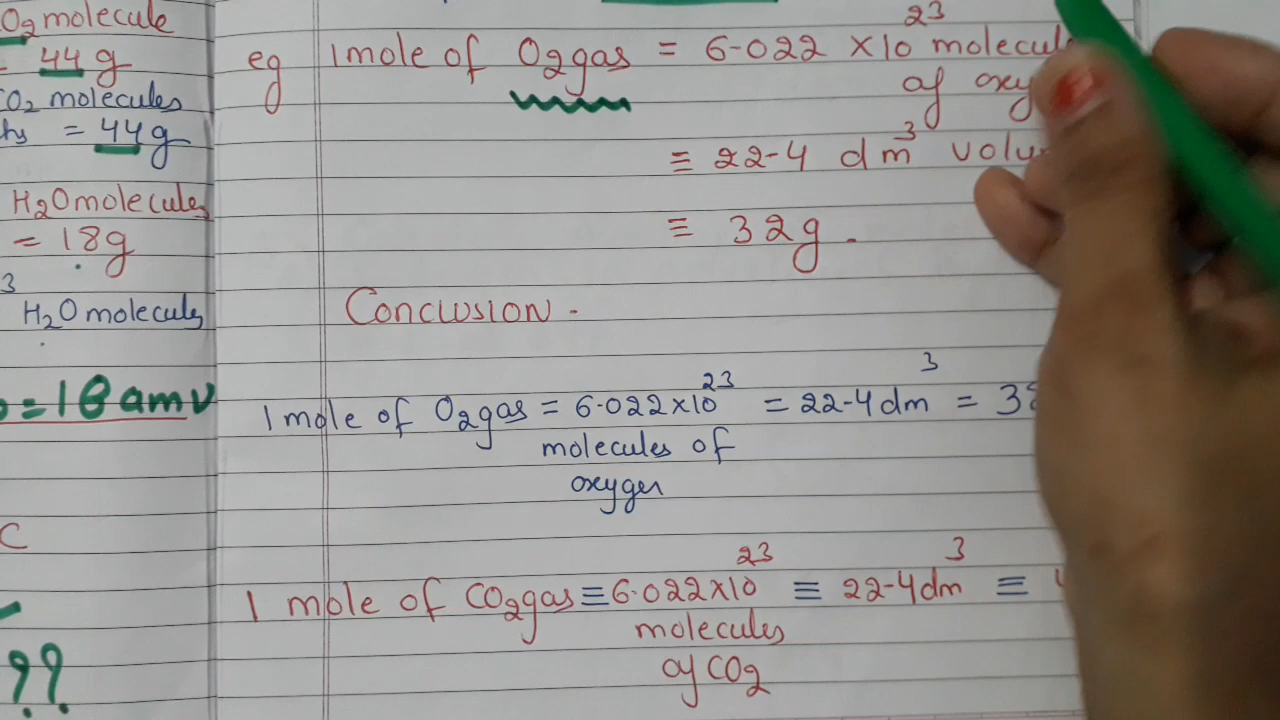 O2 molecule
= 44 g
CO2 molecules
= 44 g
H2O molecules
= 18 g
3
H2O molecules
= 18 amu
C
??
23
eg 1 mole of O2 gas = 6.022 × 10 molecul
of oxy
3
≡ 22-4 dm volu
≡ 32g.
Conclusion -
23 3
1 mole of O2 gas = 6.022 × 10 = 22-4 dm = 3
molecules of
oxygen
23 3
1 mole of CO2 gas ≡ 6.022 × 10 ≡ 22-4 dm ≡
molecules
of CO2